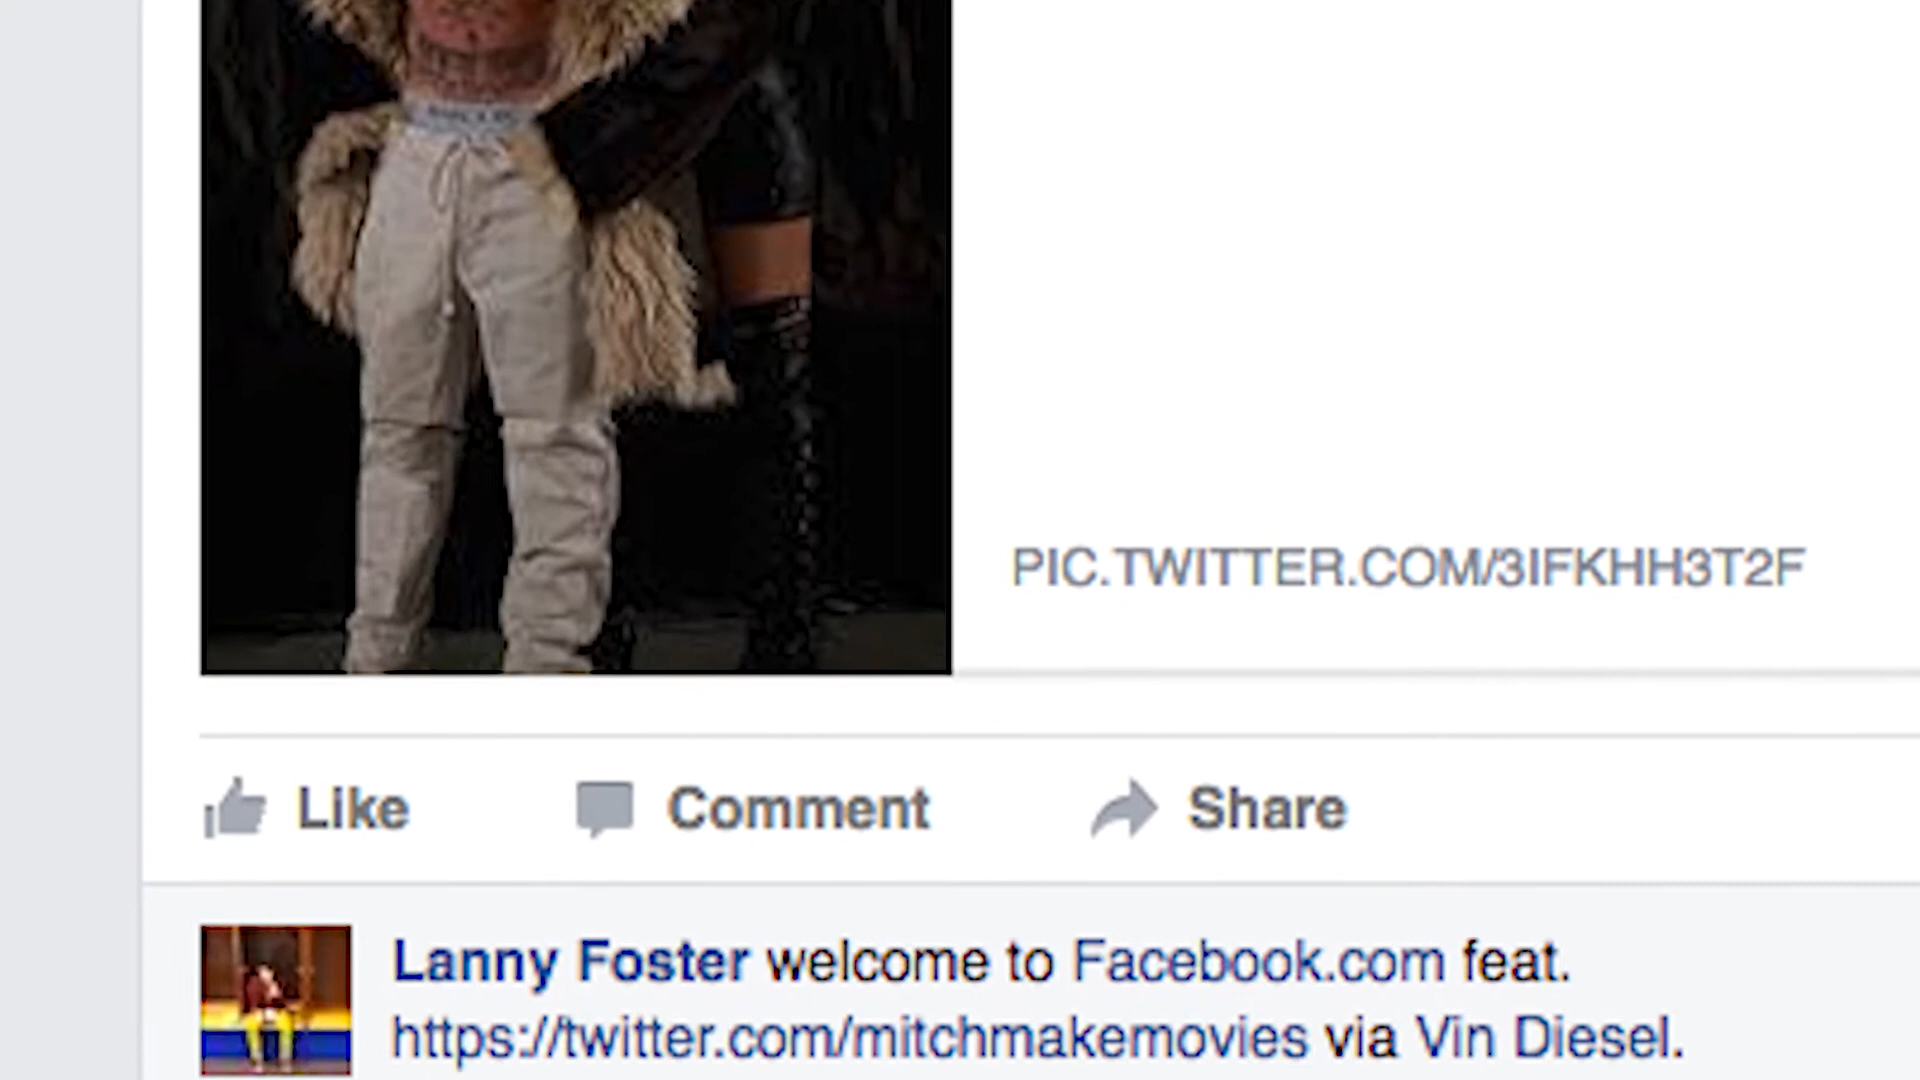 PIC.TWITTER.COM/3IFKHH3T2F
Like Comment Share
Lanny Foster welcome to Facebook.com feat.
https://twitter.com/mitchmakemovies via Vin Diesel.